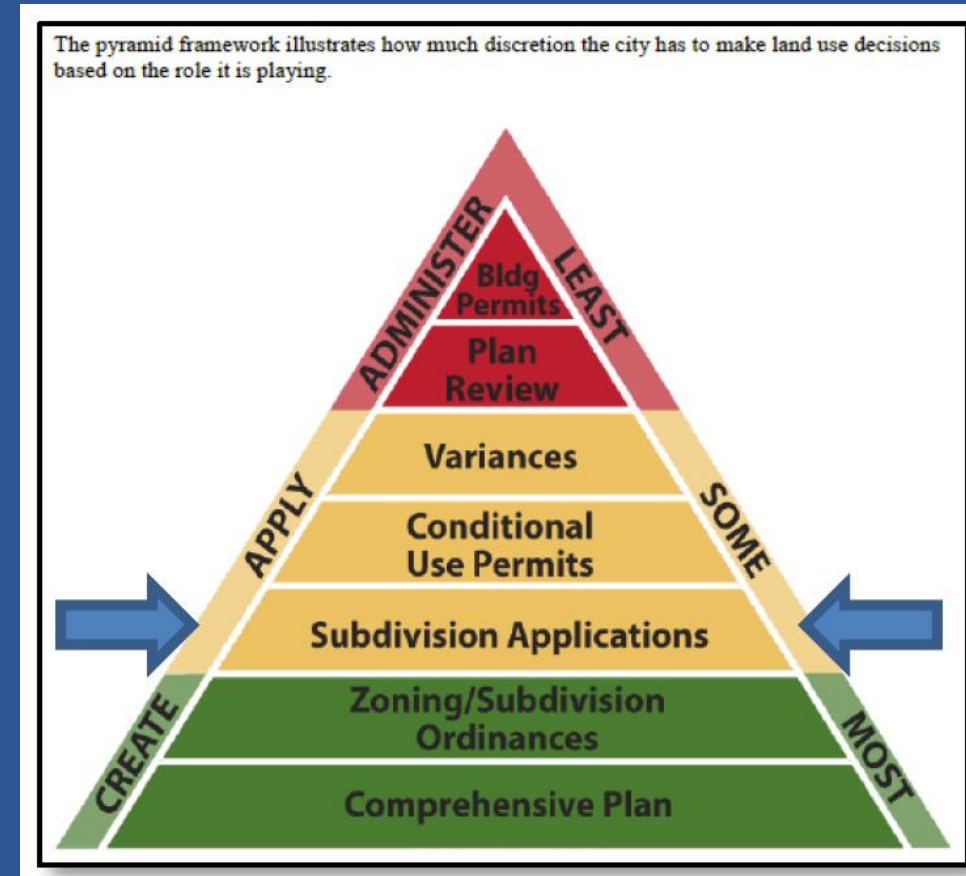 The pyramid framework illustrates how much discretion the city has to make land use decisions
based on the role it is playing.
ADMINISTER
LEAST
Bldg
Permits
Plan
Review
APPLY
SOME
Variances
Conditional
Use Permits
Subdivision Applications
CREATE
MOST
Zoning/Subdivision
Ordinances
Comprehensive Plan